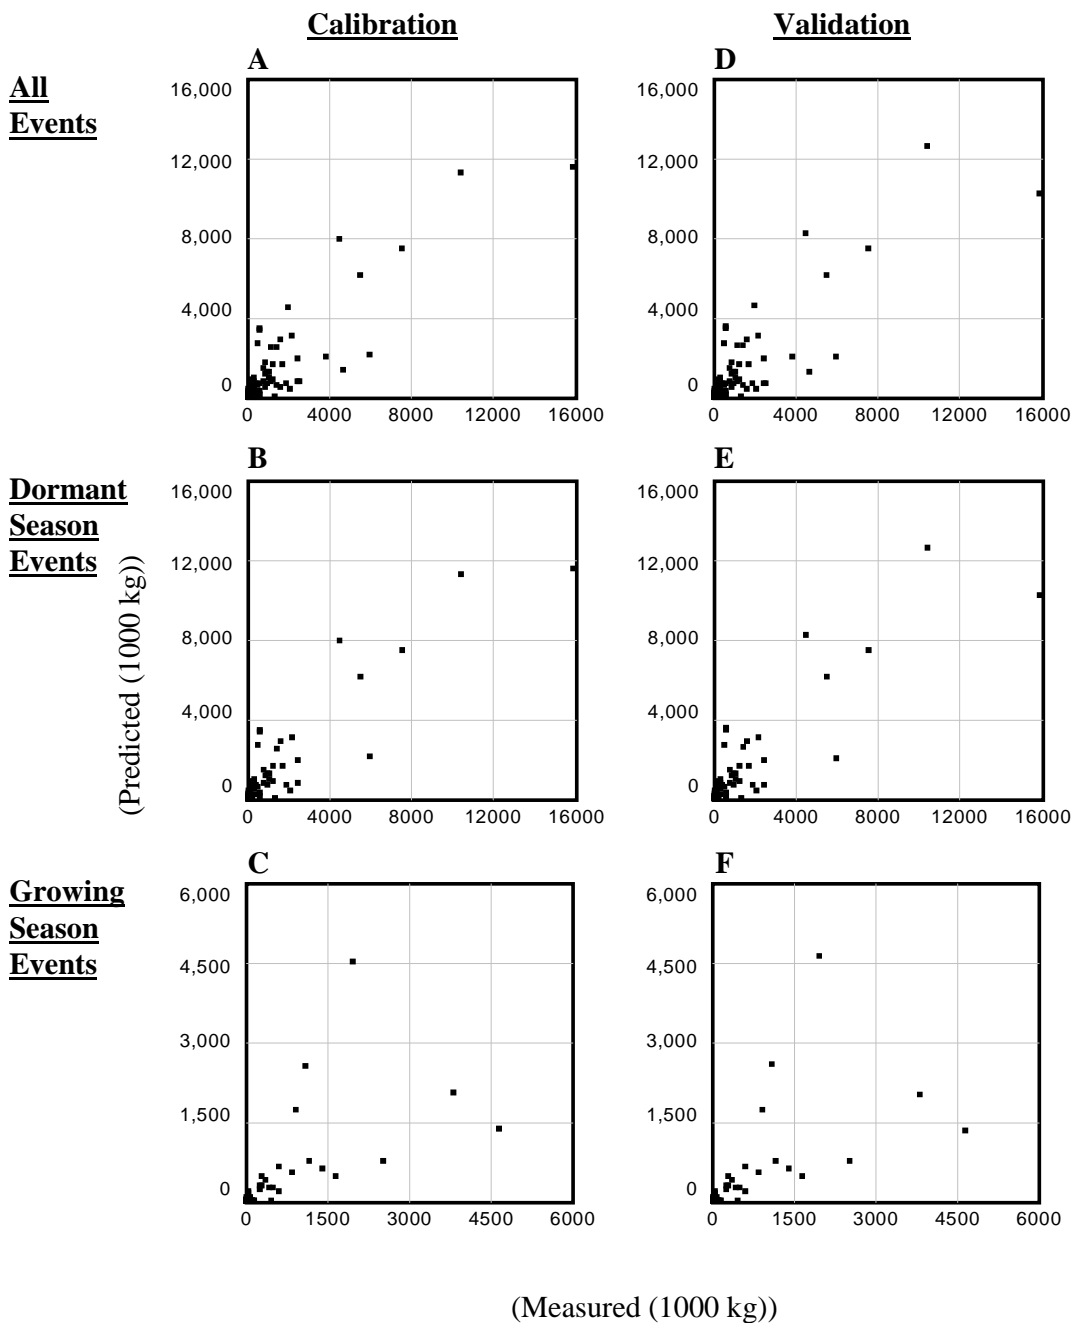 Calibration
Validation
A
D
All
Events
16,000
12,000
8,000
4,000
0
0 4000 8000 12000 16000
16,000
12,000
8,000
4,000
0
0 4000 8000 12000 16000
B
E
Dormant
Season
Events
(Predicted (1000 kg))
16,000
12,000
8,000
4,000
0
0 4000 8000 12000 16000
16,000
12,000
8,000
4,000
0
0 4000 8000 12000 16000
C
F
Growing
Season
Events
6,000
4,500
3,000
1,500
0
0 1500 3000 4500 6000
6,000
4,500
3,000
1,500
0
0 1500 3000 4500 6000
(Measured (1000 kg))